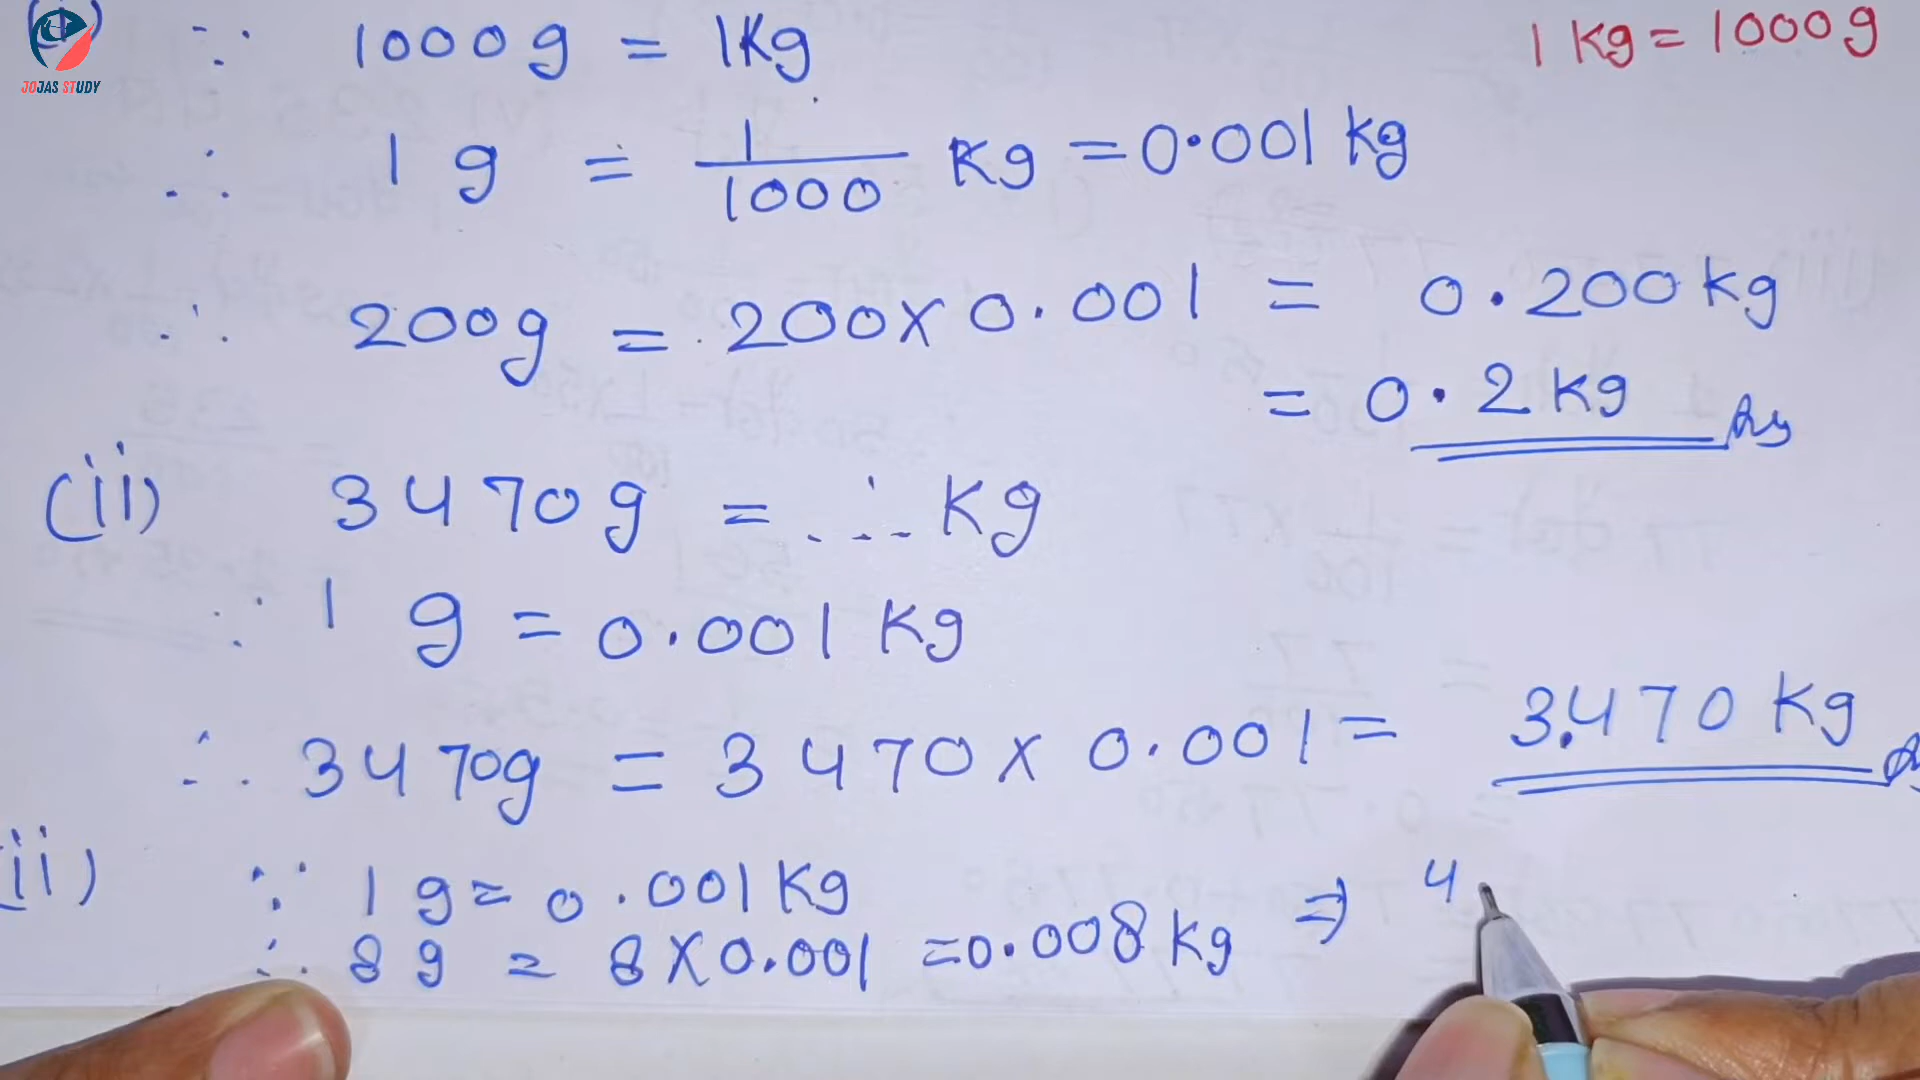 JOJAS STUDY
∵ 1000g = 1Kg
1 Kg = 1000g
∴ 1 g = 1/1000 Kg = 0.001 kg
∴ 200g = 200 × 0.001 = 0.200 kg
= 0.2 kg
(ii) 3470g = ... Kg
∵ 1 g = 0.001 Kg
∴ 3470g = 3470 × 0.001 = 3.470 Kg
ii) ∵ 1 g = 0.001 Kg
∴ 8g = 8 × 0.001 = 0.008 Kg ⇒ 4